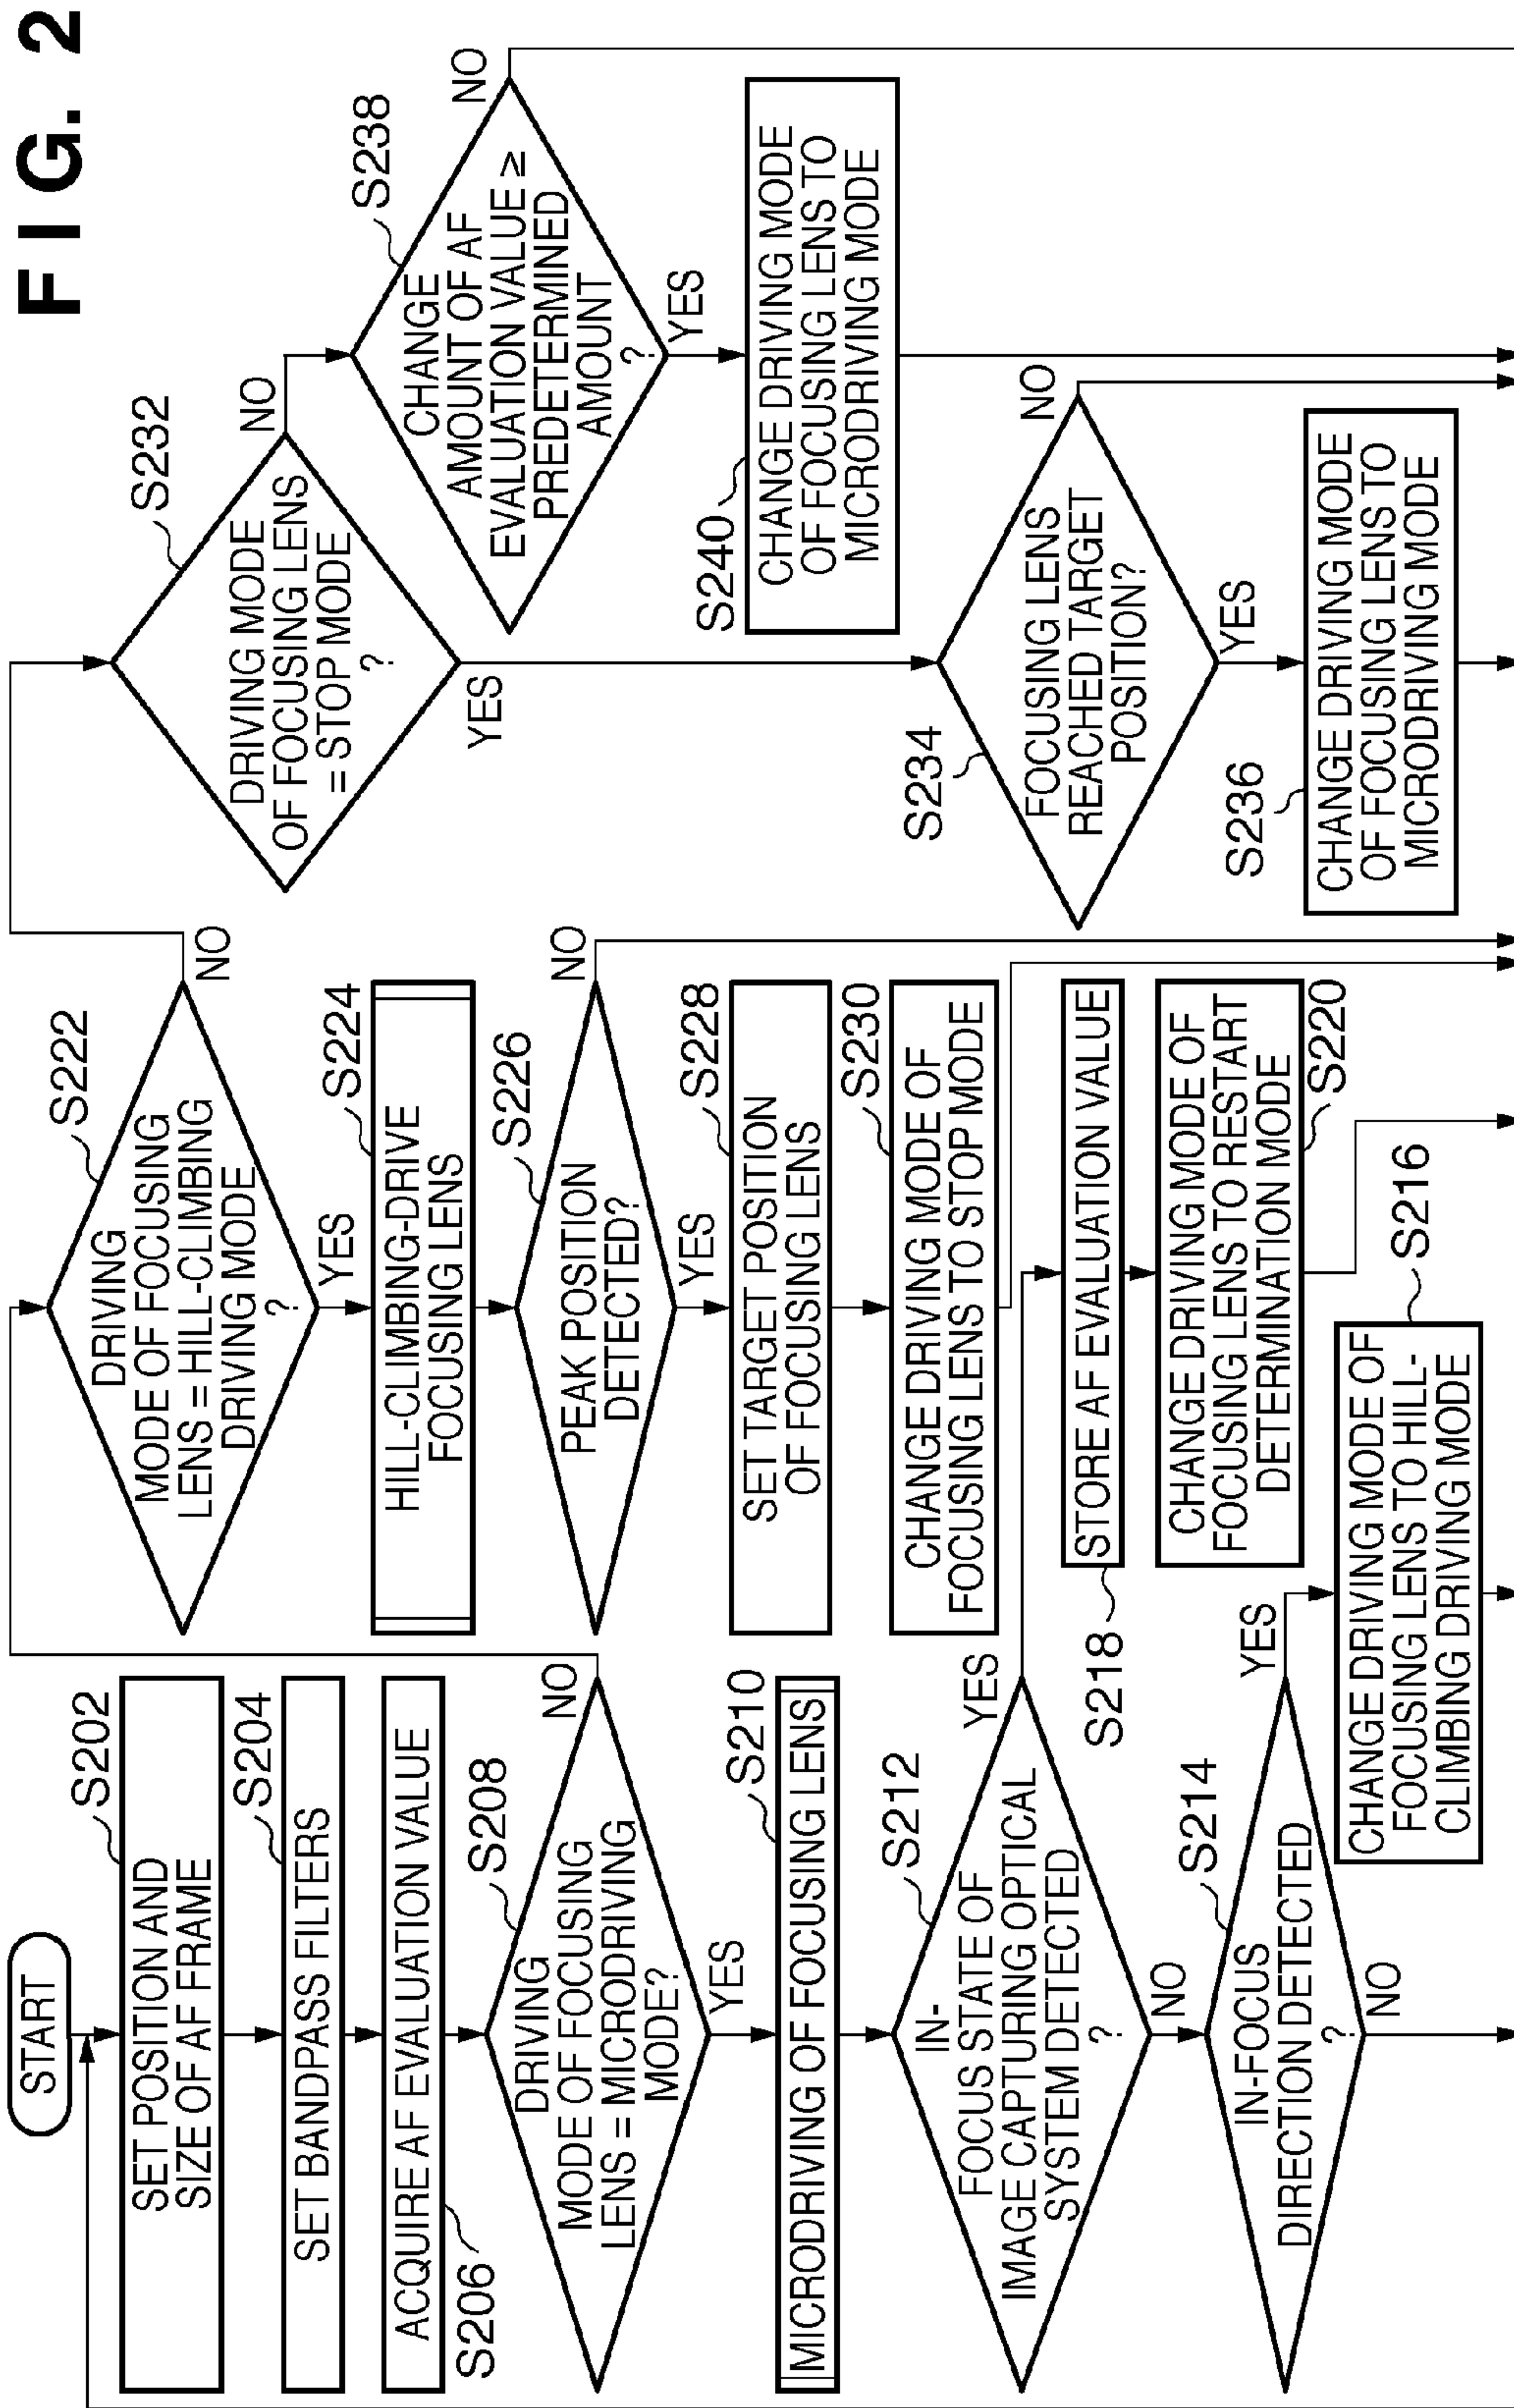 FIG. 2
START
SET POSITION AND
SIZE OF AF FRAME
S202
SET BANDPASS FILTERS
S204
ACQUIRE AF EVALUATION VALUE
S206
DRIVING
MODE OF FOCUSING
LENS = MICRODRIVING
MODE?
S208
NO
YES
MICRODRIVING OF FOCUSING LENS
S210
IN-
FOCUS STATE OF
IMAGE CAPTURING OPTICAL
SYSTEM DETECTED
?
S212
YES
NO
IN-FOCUS
DIRECTION DETECTED
?
S214
YES
NO
CHANGE DRIVING MODE OF
FOCUSING LENS TO HILL-
CLIMBING DRIVING MODE
S216
STORE AF EVALUATION VALUE
S218
CHANGE DRIVING MODE OF
FOCUSING LENS TO RESTART
DETERMINATION MODE
S220
DRIVING
MODE OF FOCUSING
LENS = HILL-CLIMBING
DRIVING MODE
?
S222
NO
YES
HILL-CLIMBING-DRIVE
FOCUSING LENS
S224
PEAK POSITION
DETECTED?
S226
NO
YES
SET TARGET POSITION
OF FOCUSING LENS
S228
CHANGE DRIVING MODE OF
FOCUSING LENS TO STOP MODE
S230
DRIVING MODE
OF FOCUSING LENS
= STOP MODE
?
S232
NO
YES
FOCUSING LENS
REACHED TARGET
POSITION?
S234
NO
YES
CHANGE DRIVING MODE
OF FOCUSING LENS TO
MICRODRIVING MODE
S236
CHANGE
AMOUNT OF AF
EVALUATION VALUE ≥
PREDETERMINED
AMOUNT
?
S238
NO
YES
CHANGE DRIVING MODE
OF FOCUSING LENS TO
MICRODRIVING MODE
S240